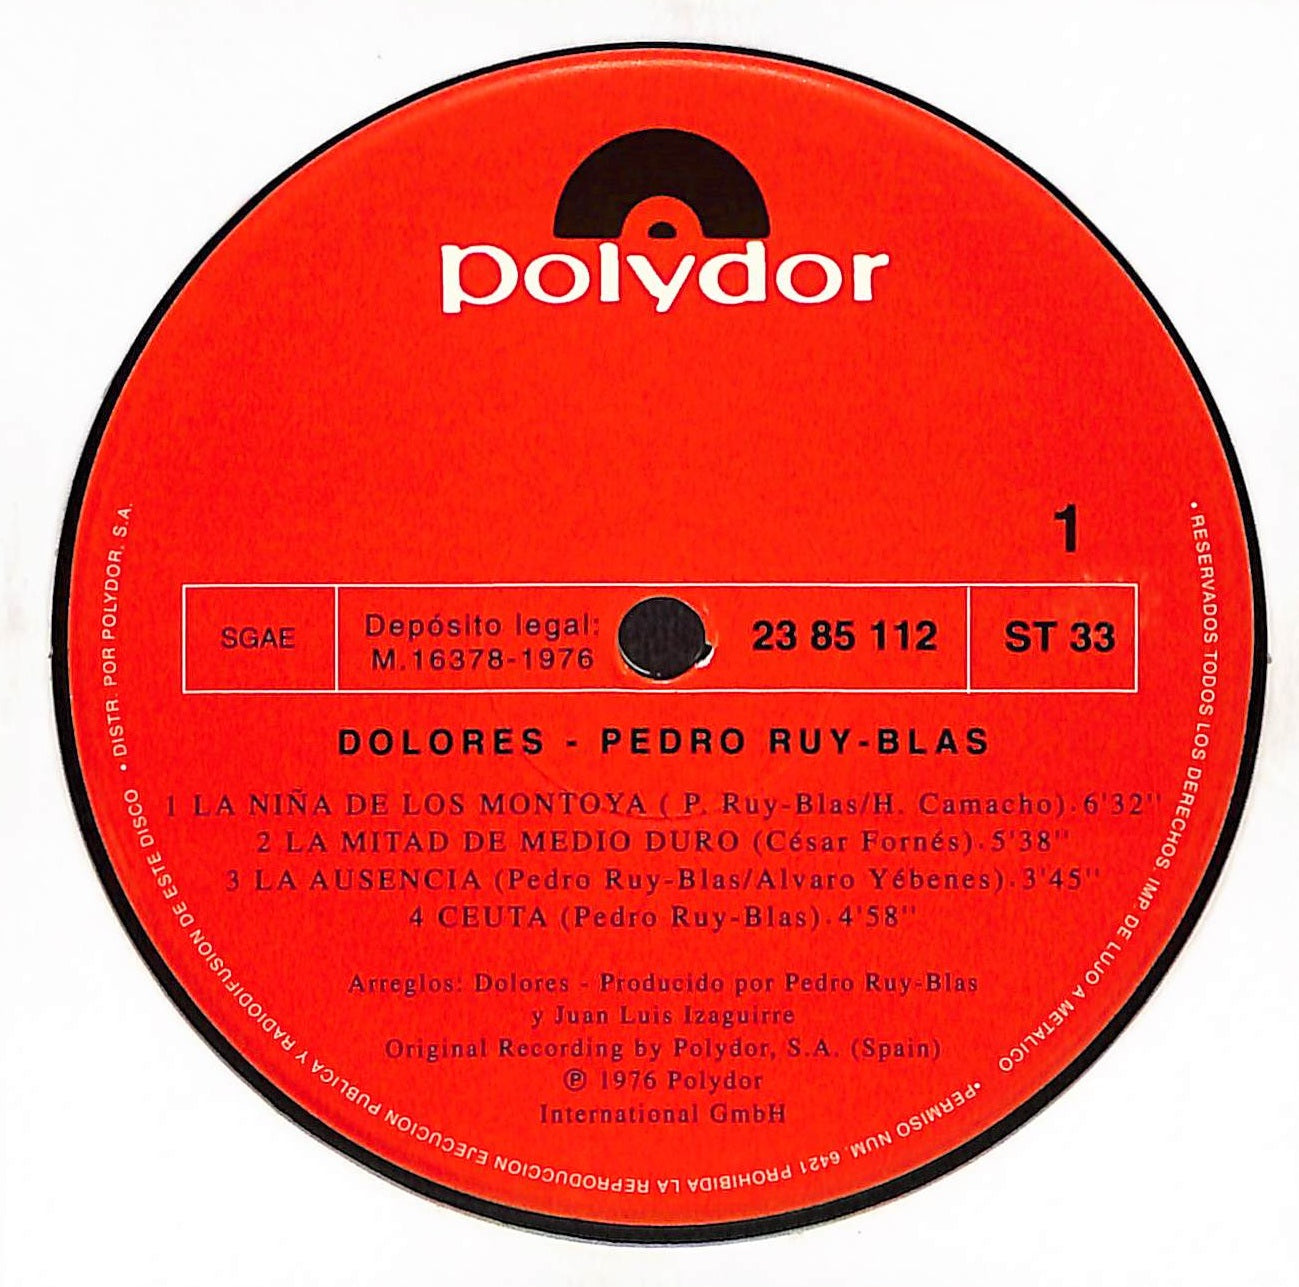 polydor
1
SGAE
Depósito legal:
M.16378-1976
23 85 112
ST 33
DOLORES - PEDRO RUY-BLAS
1 LA NIÑA DE LOS MONTOYA ( P. Ruy-Blas/H. Camacho). 6'32"
2 LA MITAD DE MEDIO DURO (César Fornés). 5'38"
3 LA AUSENCIA (Pedro Ruy-Blas/Alvaro Yébenes). 3'45"
4 CEUTA (Pedro Ruy-Blas). 4'58"
Arreglos: Dolores - Producido por Pedro Ruy-Blas
y Juan Luis Izaguirre
Original Recording by Polydor, S.A. (Spain)
℗ 1976 Polydor
International GmbH
• RESERVADOS TODOS LOS DERECHOS. IMP DE LUJO A METALICO •PERMISO NUM. 6421 PROHIBIDA LA REPRODUCCION EJECUCION PUBLICA Y RADIODIFUSION DE ESTE DISCO • DISTR. POR POLYDOR. S.A.